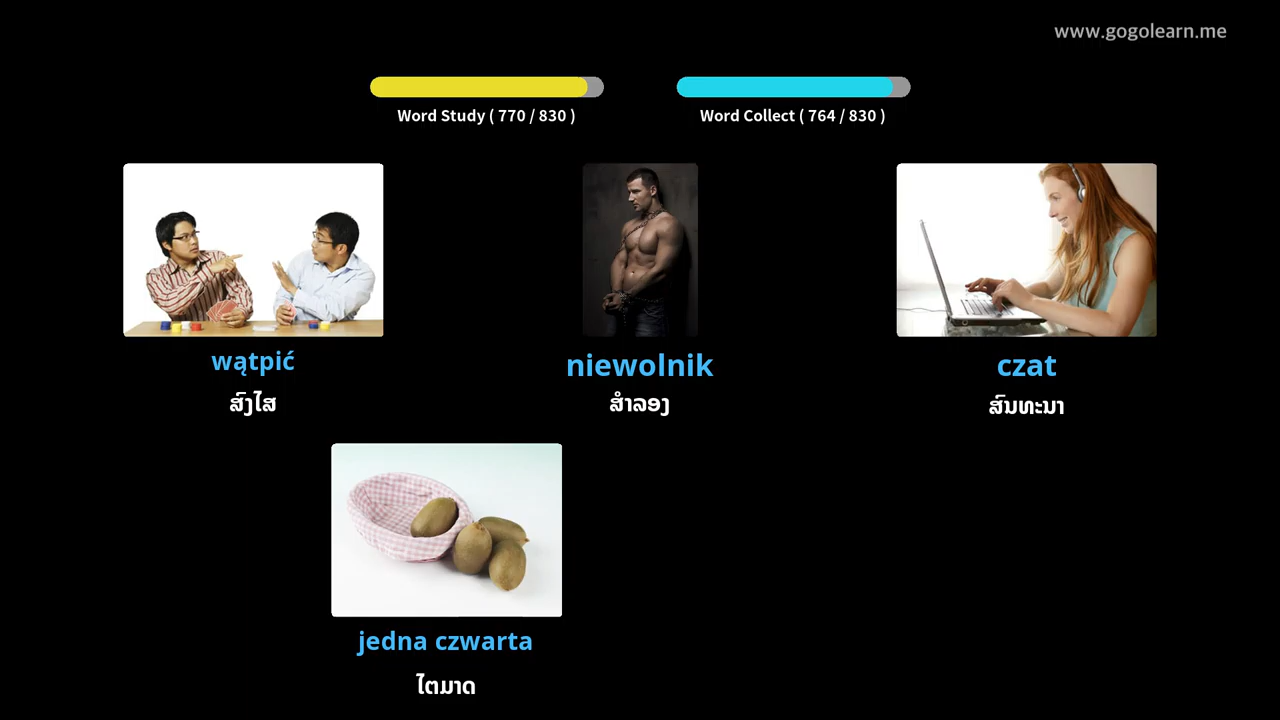 www.gogolearn.me
Word Study ( 770 / 830 )
Word Collect ( 764 / 830 )
wątpić
ສົງໄສ
niewolnik
ສຳລອງ
czat
ສົນທະນາ
jedna czwarta
ໄຕມາດ